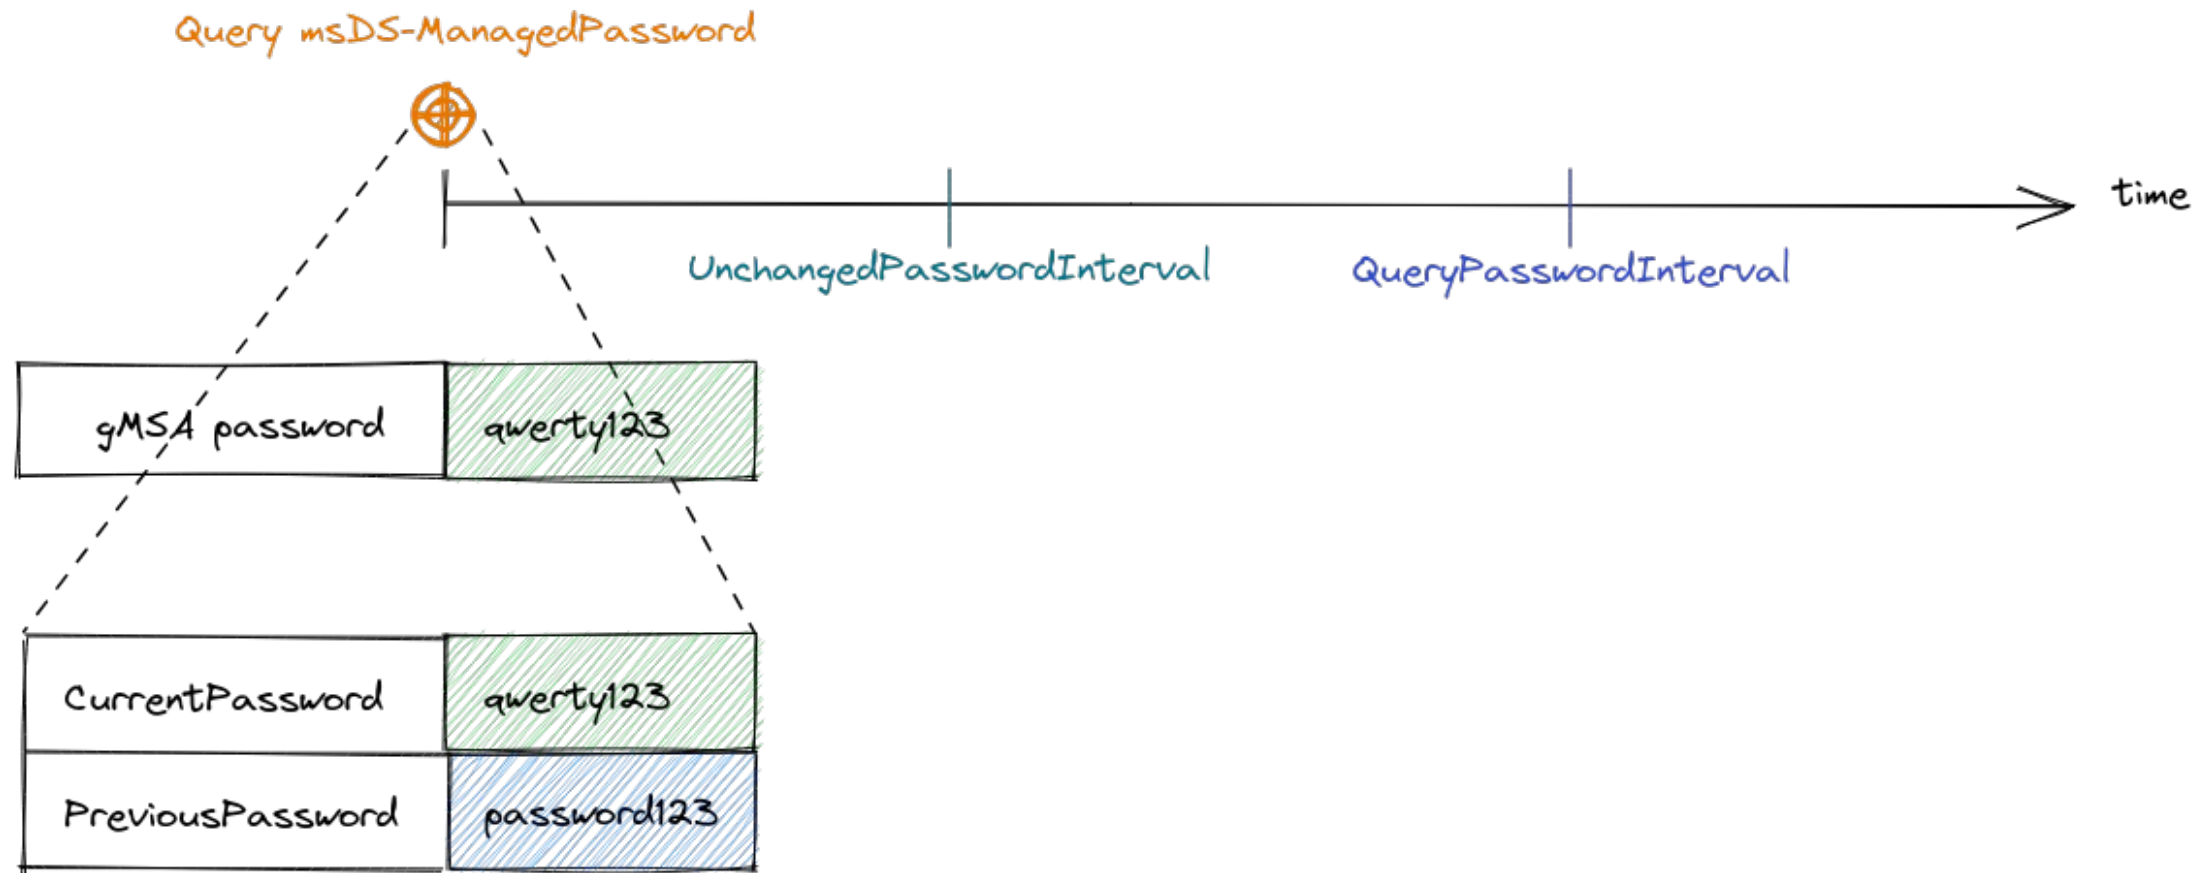 Query msDS-ManagedPassword
time
UnchangedPasswordInterval
QueryPasswordInterval
gMSA password
qwerty123
CurrentPassword
qwerty123
PreviousPassword
password123